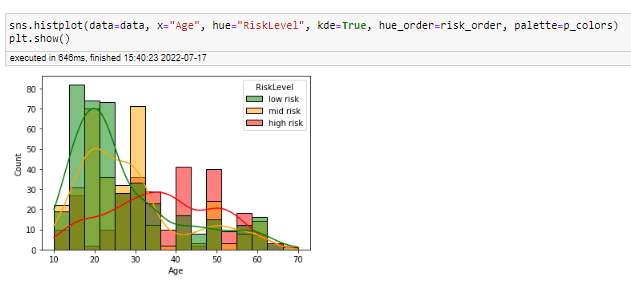 sns.histplot(data=data, x="Age", hue="RiskLevel", kde=True, hue_order=risk_order, palette=p_colors)
plt.show()
executed in 646ms, finished 15:40:23 2022-07-17
RiskLevel
low risk
mid risk
high risk
80
70
60
50
40
30
20
10
0
Count
10 20 30 40 50 60 70
Age